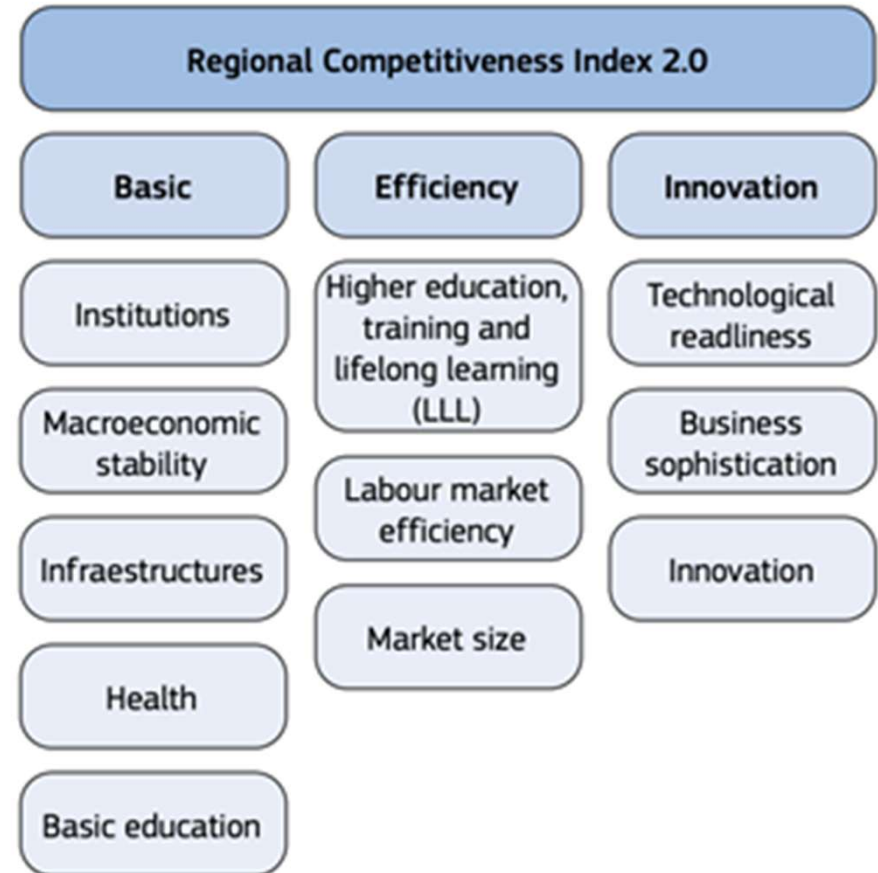 Regional Competitiveness Index 2.0
Basic
Efficiency
Innovation
Institutions
Macroeconomic
stability
Infraestructures
Health
Basic education
Higher education,
training and
lifelong learning
(LLL)
Labour market
efficiency
Market size
Technological
readliness
Business
sophistication
Innovation